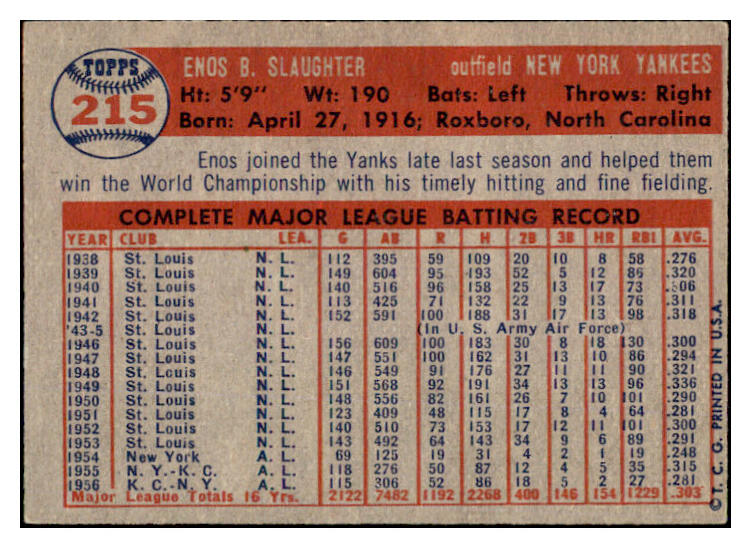 TOPPS
215
ENOS B. SLAUGHTER outfield NEW YORK YANKEES
Ht: 5'9" Wt: 190 Bats: Left Throws: Right
Born: April 27, 1916; Roxboro, North Carolina
Enos joined the Yanks late last season and helped them
win the World Championship with his timely hitting and fine fielding.
COMPLETE MAJOR LEAGUE BATTING RECORD
YEAR CLUB LEA. G AB R H 2B 3B HR RBI AVG.
1938 St. Louis N. L. 112 395 59 109 20 10 8 58 .276
1939 St. Louis N. L. 149 604 95 193 52 5 12 86 .320
1940 St. Louis N. L. 140 516 96 158 25 13 17 73 .306
1941 St. Louis N. L. 113 425 71 132 22 9 13 76 .311
1942 St. Louis N. L. 152 591 100 188 31 17 13 98 .318
'43-5 St. Louis N. L. (In U. S. Army Air Force)
1946 St. Louis N. L. 156 609 100 183 30 8 18 130 .300
1947 St. Louis N. L. 147 551 100 162 31 13 10 86 .294
1948 St. Louis N. L. 146 549 91 176 27 11 11 90 .321
1949 St. Louis N. L. 151 568 92 191 34 13 13 96 .336
1950 St. Louis N. L. 148 556 82 161 26 7 10 101 .290
1951 St. Louis N. L. 123 409 48 115 17 8 4 64 .281
1952 St. Louis N. L. 140 510 73 153 17 12 11 101 .300
1953 St. Louis N. L. 143 492 64 143 34 9 6 89 .291
1954 New York A. L. 69 125 19 31 4 2 1 19 .248
1955 N. Y.-K. C. A. L. 118 276 50 87 12 4 5 35 .315
1956 K. C.-N. Y. A. L. 115 306 52 86 18 5 2 27 .281
Major League Totals 16 Yrs. 2122 7482 1192 2268 400 146 154 1229 .303
© T. C. G. PRINTED IN U.S.A.